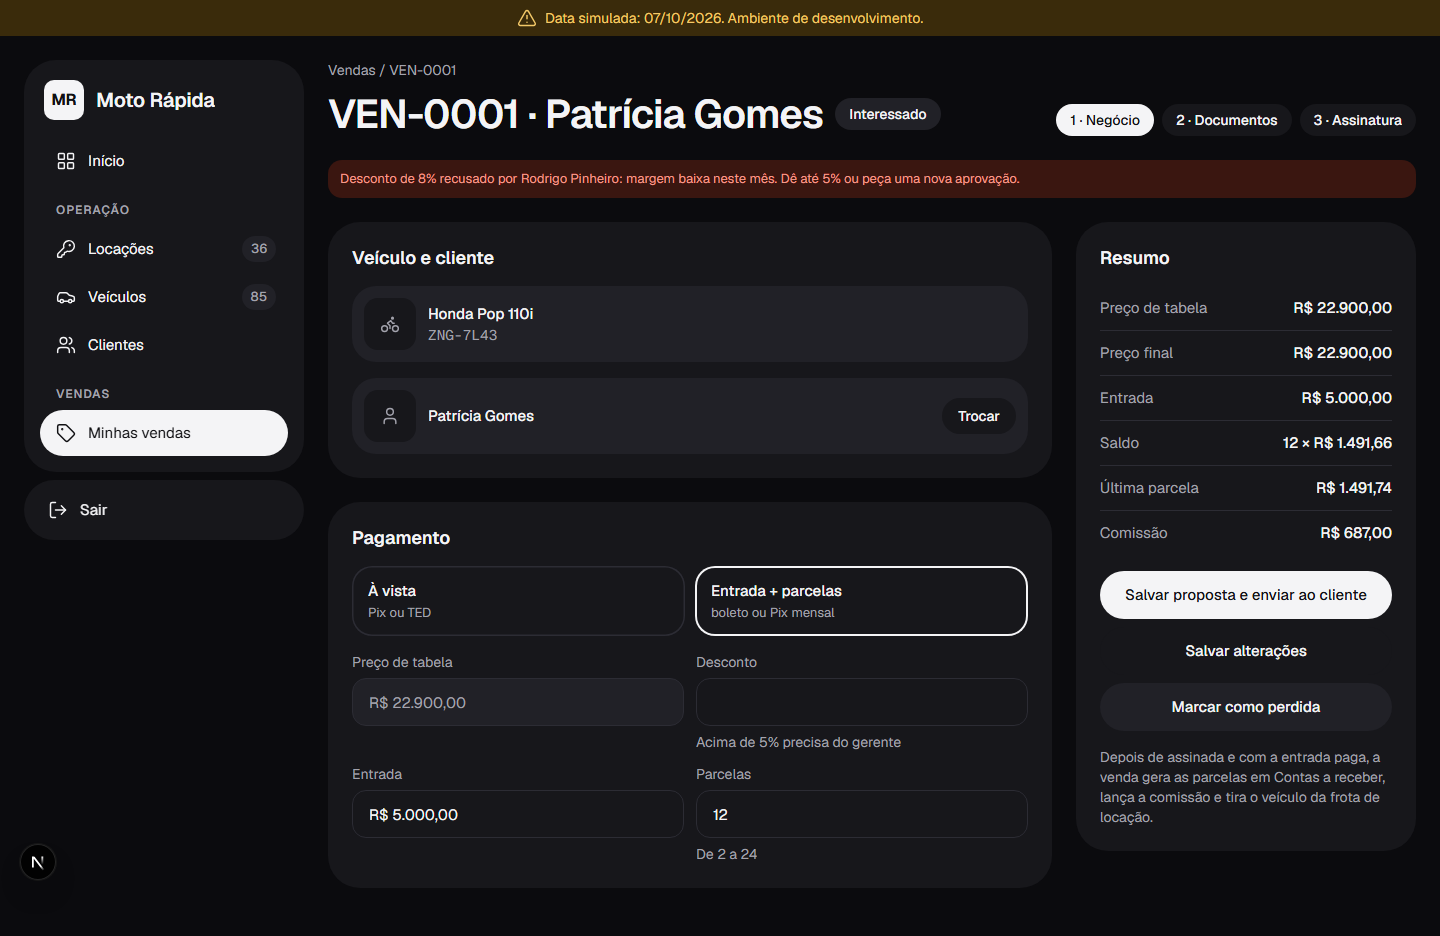 Data simulada: 07/10/2026. Ambiente de desenvolvimento.
MR
Moto Rápida
Início
OPERAÇÃO
Locações
36
Veículos
85
Clientes
VENDAS
Minhas vendas
Sair
N
Vendas / VEN-0001
VEN-0001 · Patrícia Gomes
Interessado
1 · Negócio
2 · Documentos
3 · Assinatura
Desconto de 8% recusado por Rodrigo Pinheiro: margem baixa neste mês. Dê até 5% ou peça uma nova aprovação.
Veículo e cliente
Honda Pop 110i
ZNG-7L43
Patrícia Gomes
Trocar
Pagamento
À vista
Pix ou TED
Entrada + parcelas
boleto ou Pix mensal
Preço de tabela
R$ 22.900,00
Desconto
Acima de 5% precisa do gerente
Entrada
R$ 5.000,00
Parcelas
12
De 2 a 24
Resumo
Preço de tabela R$ 22.900,00
Preço final R$ 22.900,00
Entrada R$ 5.000,00
Saldo 12 × R$ 1.491,66
Última parcela R$ 1.491,74
Comissão R$ 687,00
Salvar proposta e enviar ao cliente
Salvar alterações
Marcar como perdida
Depois de assinada e com a entrada paga, a
venda gera as parcelas em Contas a receber,
lança a comissão e tira o veículo da frota de
locação.